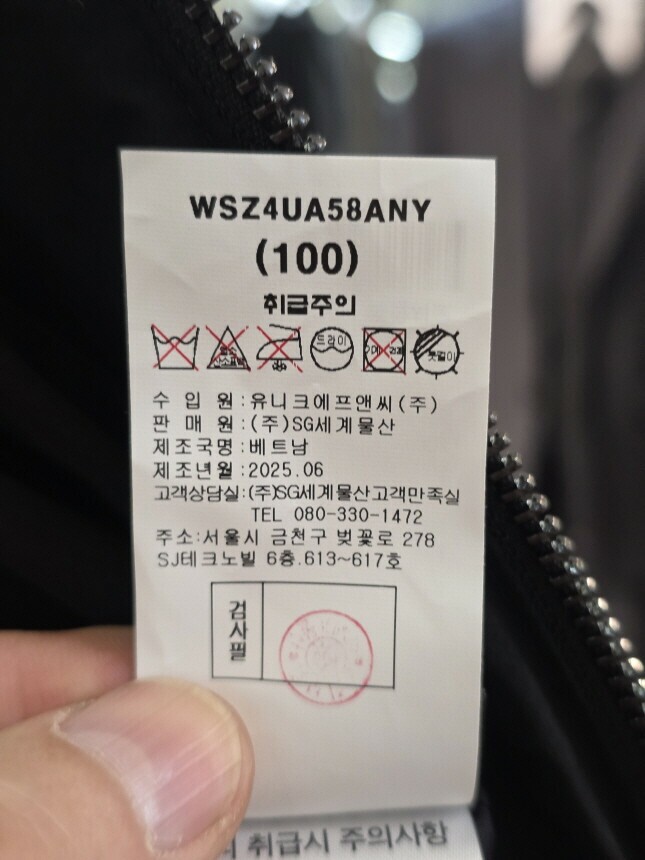 WSZ4UA58ANY
(100)
취급주의
드라이
옷걸이
수 입 원:유니크에프앤씨(주)
판 매 원:(주)SG세계물산
제조국명:베트남
제조년월:2025.06
고객상담실:(주)SG세계물산고객만족실
TEL 080-330-1472
주소:서울시 금천구 벚꽃로 278
SJ테크노빌 6층.613~617호
검사필
취급시 주의사항